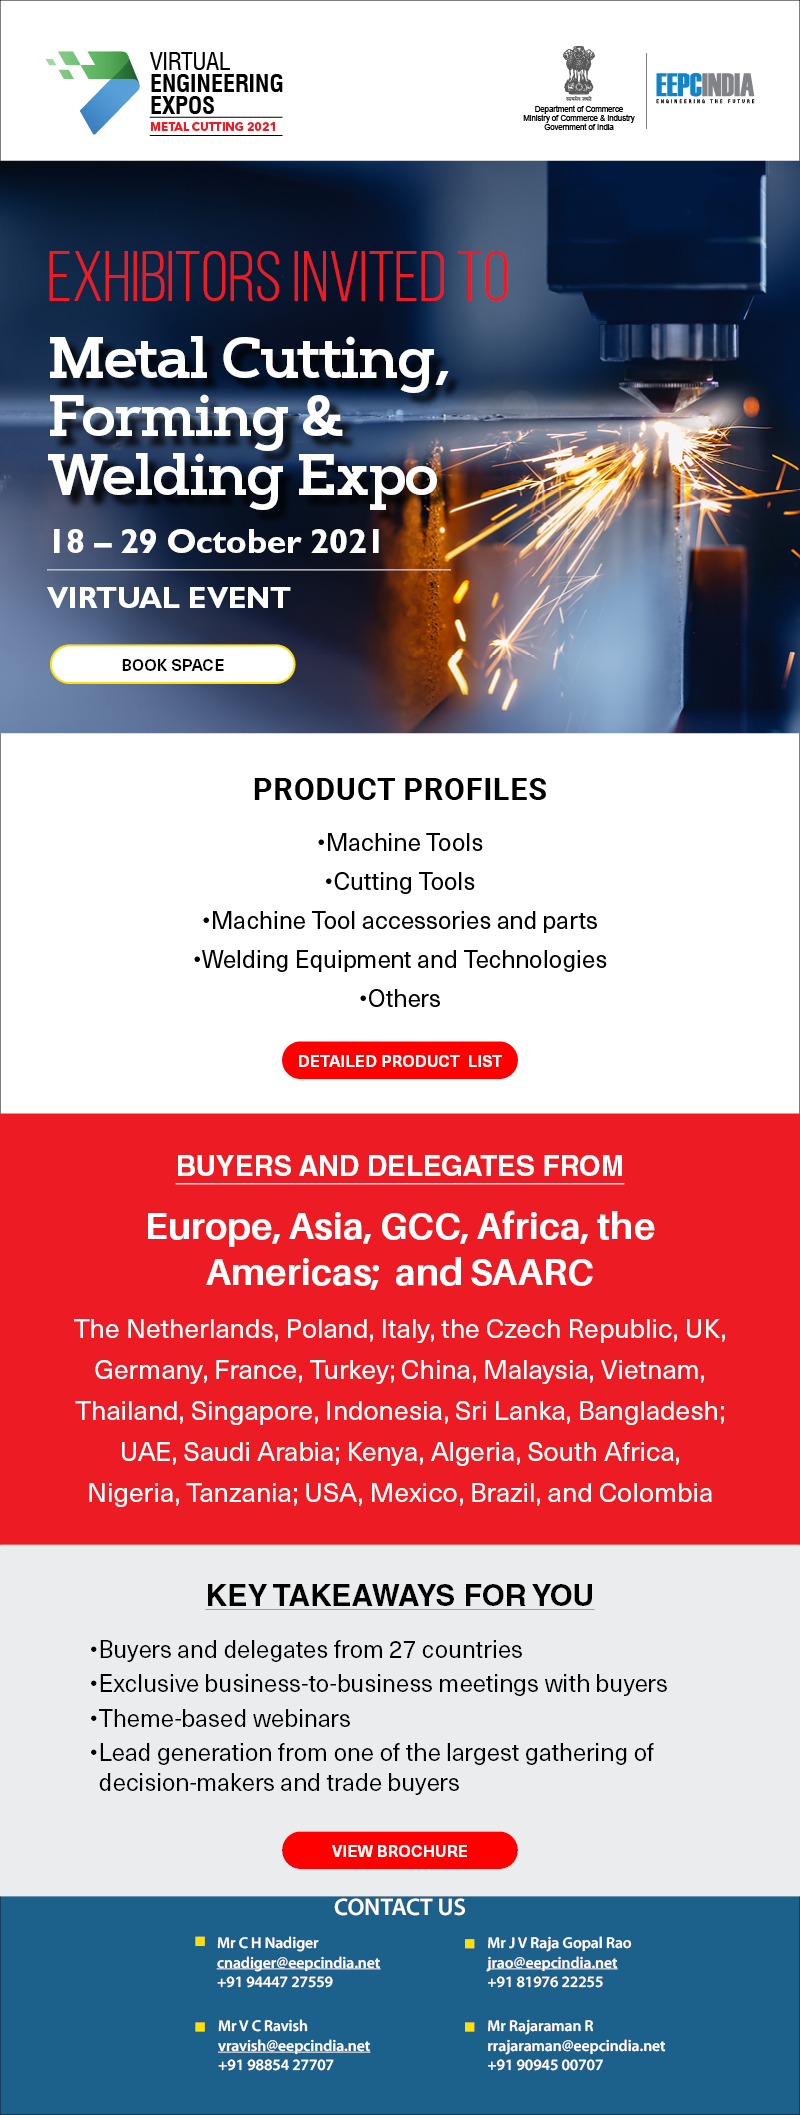 VIRTUAL
ENGINEERING
EXPOS
METAL CUTTING 2021
सत्यमेव जयते
Department of Commerce
Ministry of Commerce & Industry
Government of India
EEPCINDIA
ENGINEERING THE FUTURE
EXHIBITORS INVITED TO
Metal Cutting,
Forming &
Welding Expo
18 – 29 October 2021
VIRTUAL EVENT
BOOK SPACE
PRODUCT PROFILES
•Machine Tools
•Cutting Tools
•Machine Tool accessories and parts
•Welding Equipment and Technologies
•Others
DETAILED PRODUCT LIST
BUYERS AND DELEGATES FROM
Europe, Asia, GCC, Africa, the
Americas; and SAARC
The Netherlands, Poland, Italy, the Czech Republic, UK,
Germany, France, Turkey; China, Malaysia, Vietnam,
Thailand, Singapore, Indonesia, Sri Lanka, Bangladesh;
UAE, Saudi Arabia; Kenya, Algeria, South Africa,
Nigeria, Tanzania; USA, Mexico, Brazil, and Colombia
KEY TAKEAWAYS FOR YOU
•Buyers and delegates from 27 countries
•Exclusive business-to-business meetings with buyers
•Theme-based webinars
•Lead generation from one of the largest gathering of
decision-makers and trade buyers
VIEW BROCHURE
CONTACT US
Mr C H Nadiger
cnadiger@eepcindia.net
+91 94447 27559
Mr J V Raja Gopal Rao
jrao@eepcindia.net
+91 81976 22255
Mr V C Ravish
vravish@eepcindia.net
+91 98854 27707
Mr Rajaraman R
rrajaraman@eepcindia.net
+91 90945 00707